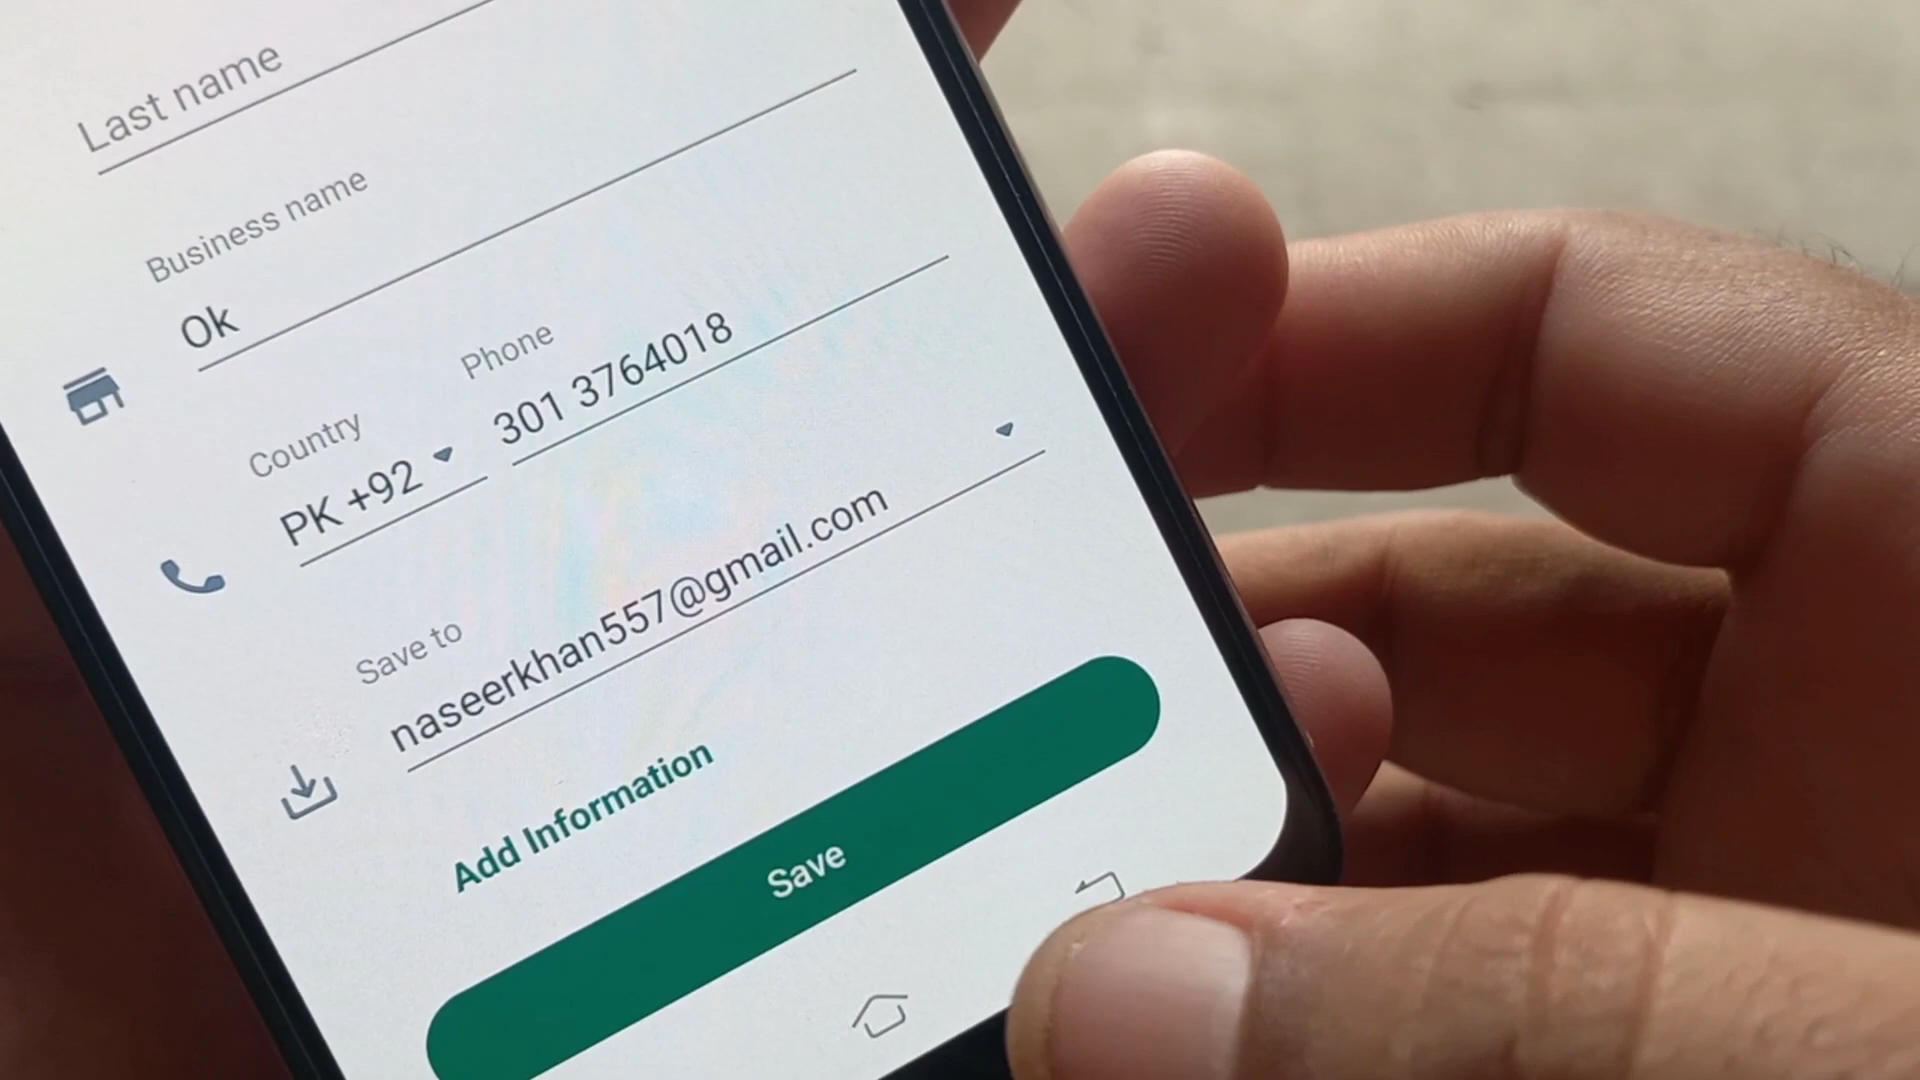 Last name
Business name
Ok
Country
Phone
PK +92
301 3764018
Save to
naseerkhan557@gmail.com
Add Information
Save